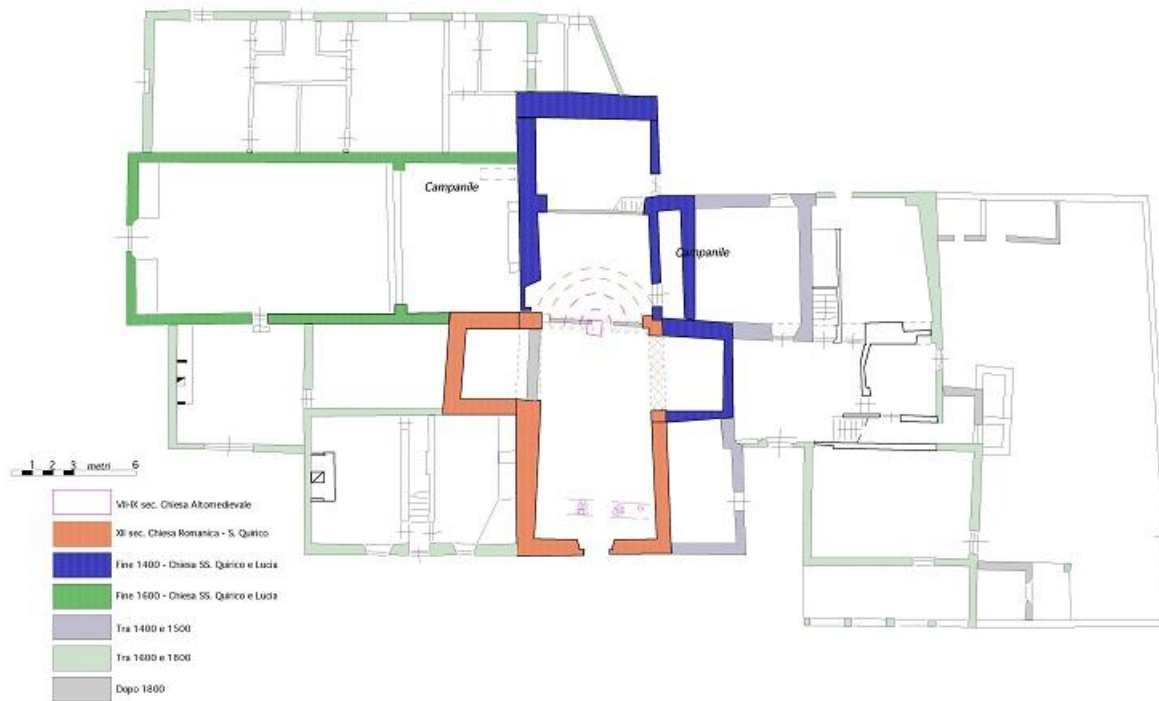 Campanile
Campanile
1 2 3 metri 6
VII-IX sec. Chiesa Altomedievale
XII sec. Chiesa Romanica - S. Quirico
Fine 1400 - Chiesa SS. Quirico e Lucia
Fine 1600 - Chiesa SS. Quirico e Lucia
Tra 1400 e 1500
Tra 1600 e 1800
Dopo 1800